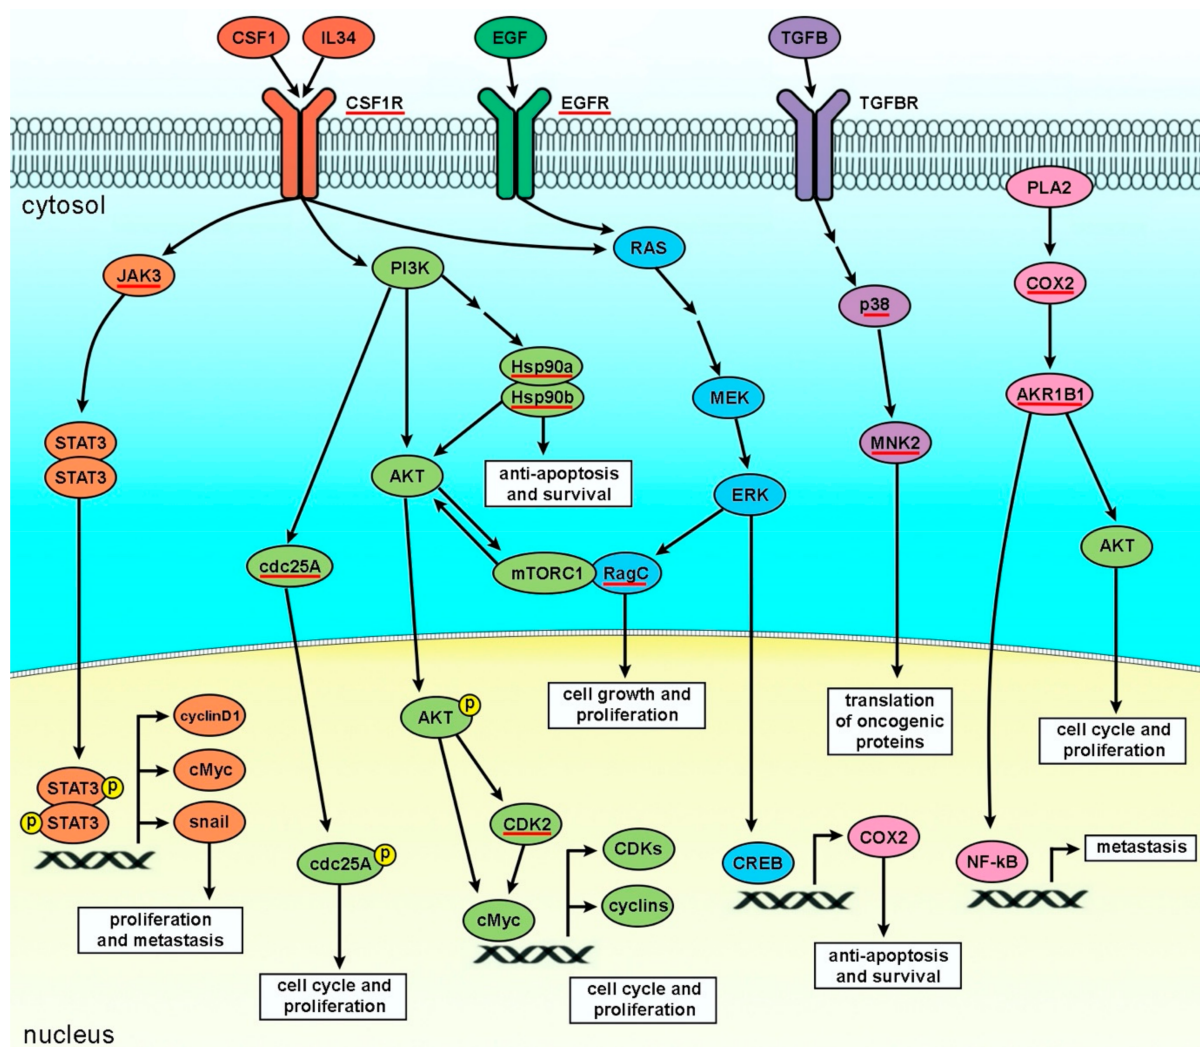 CSF1
IL34
EGF
TGFB
CSF1R
EGFR
TGFBR
PLA2
cytosol
RAS
JAK3
PI3K
COX2
p38
Hsp90a
Hsp90b
MEK
AKR1B1
STAT3
STAT3
MNK2
AKT
anti-apoptosis
and survival
ERK
AKT
cdc25A
mTORC1
RagC
cell growth and
proliferation
translation
of oncogenic
proteins
cell cycle and
proliferation
cyclinD1
AKT
p
cMyc
STAT3
p
p
STAT3
snail
CDK2
COX2
CDKs
cdc25A
p
CREB
NF-kB
metastasis
cyclins
cMyc
proliferation
and metastasis
anti-apoptosis
and survival
cell cycle and
proliferation
cell cycle and
proliferation
nucleus